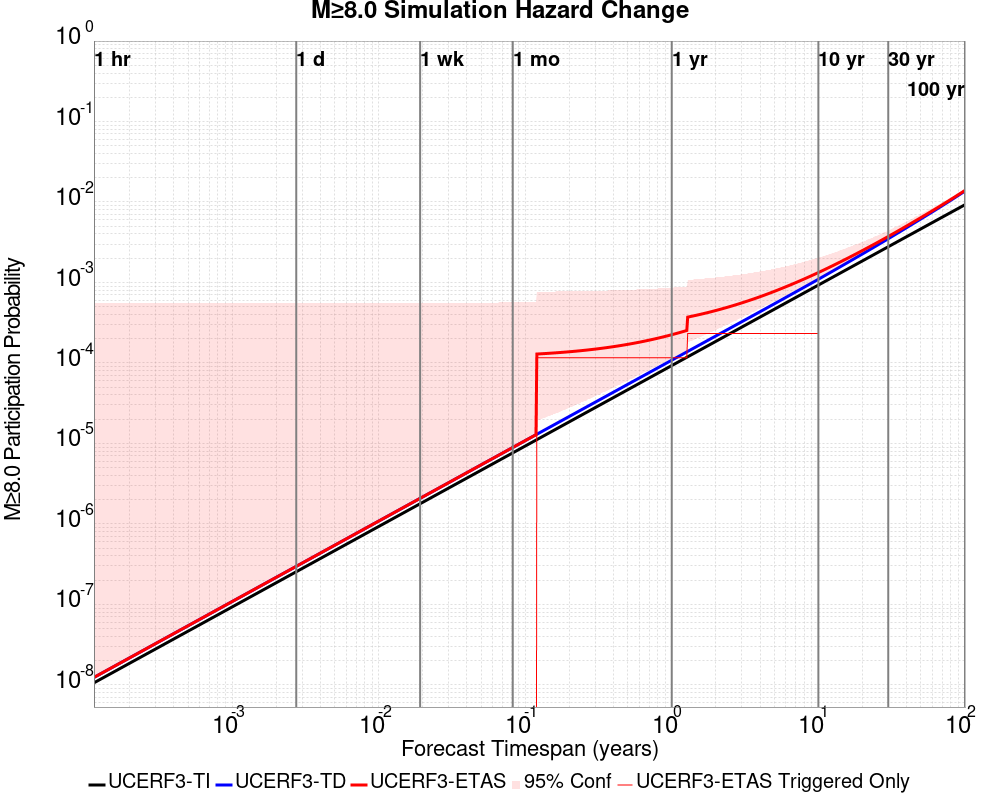 M≥8.0 Simulation Hazard Change
10^0
1 hr 1 d 1 wk 1 mo 1 yr 10 yr 30 yr
100 yr
10^-1
10^-2
10^-3
10^-4
10^-5
10^-6
10^-7
10^-8
M≥8.0 Participation Probability
10^-3 10^-2 10^-1 10^0 10^1 10^2
Forecast Timespan (years)
UCERF3-TI UCERF3-TD UCERF3-ETAS 95% Conf UCERF3-ETAS Triggered Only